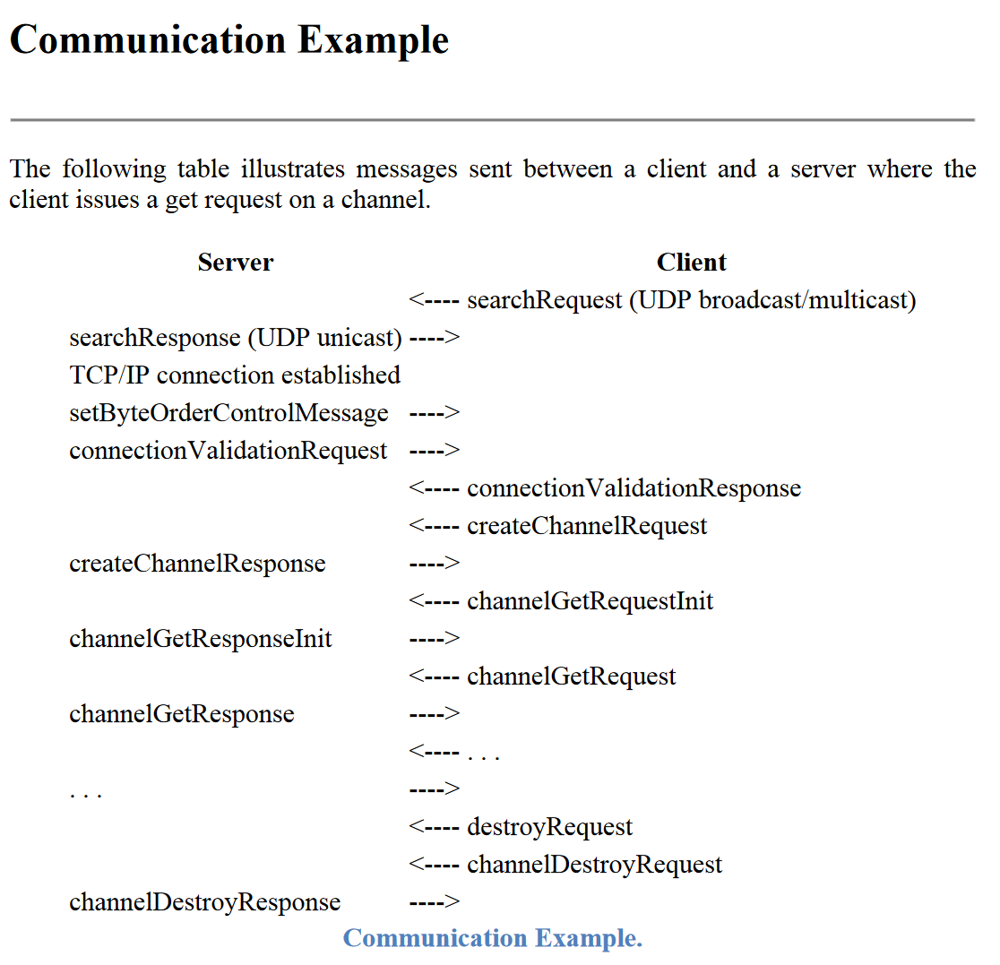 Communication Example
The following table illustrates messages sent between a client and a server where the
client issues a get request on a channel.
Server Client
<---- searchRequest (UDP broadcast/multicast)
searchResponse (UDP unicast) ---->
TCP/IP connection established
setByteOrderControlMessage ---->
connectionValidationRequest ---->
<---- connectionValidationResponse
<---- createChannelRequest
createChannelResponse ---->
<---- channelGetRequestInit
channelGetResponseInit ---->
<---- channelGetRequest
channelGetResponse ---->
<---- . . .
. . . ---->
<---- destroyRequest
<---- channelDestroyRequest
channelDestroyResponse ---->
Communication Example.